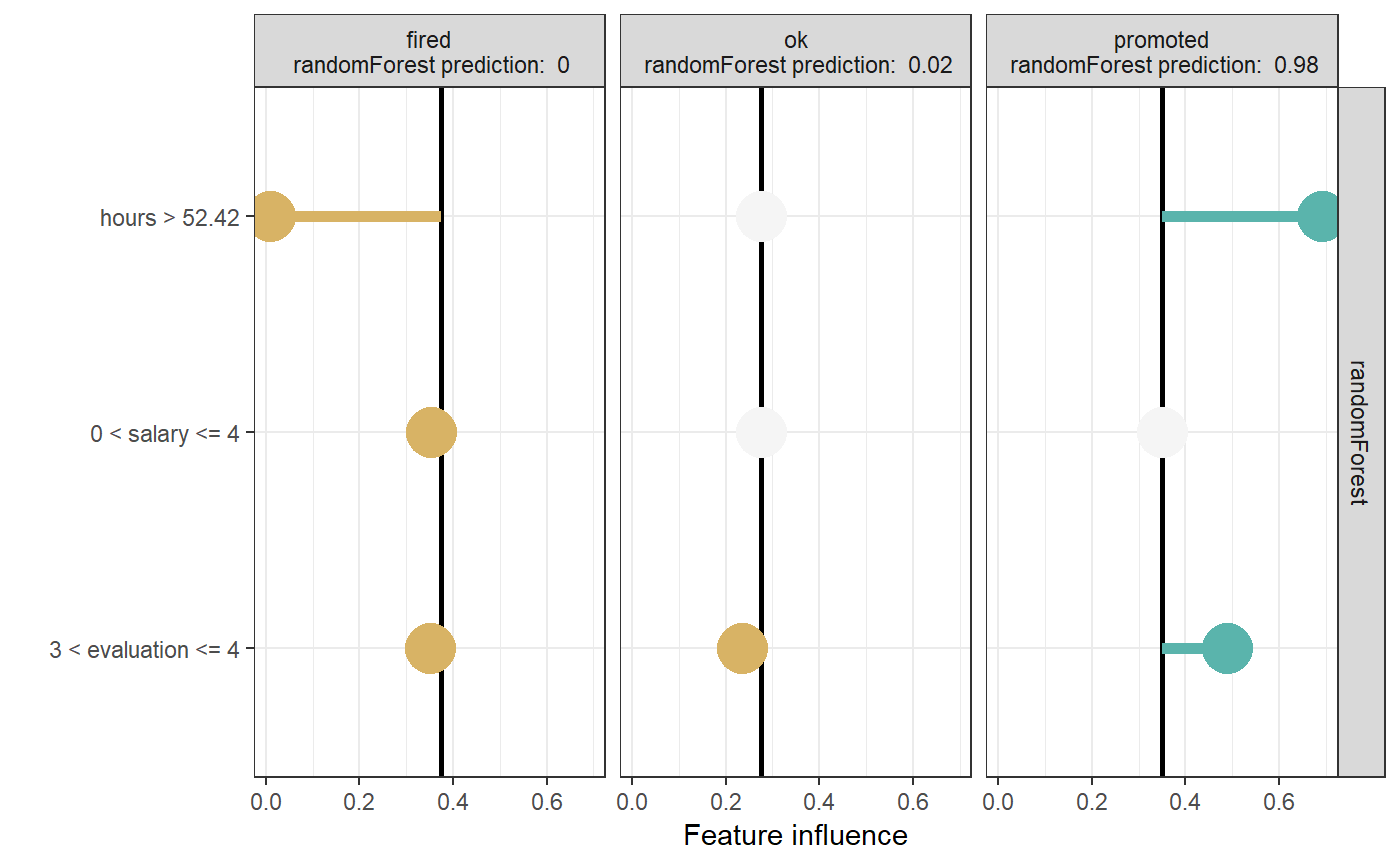 fired
randomForest prediction:  0
ok
randomForest prediction:  0.02
promoted
randomForest prediction:  0.98
hours > 52.42
0 < salary <= 4
3 < evaluation <= 4
randomForest
0.0 0.2 0.4 0.6
0.0 0.2 0.4 0.6
0.0 0.2 0.4 0.6
Feature influence